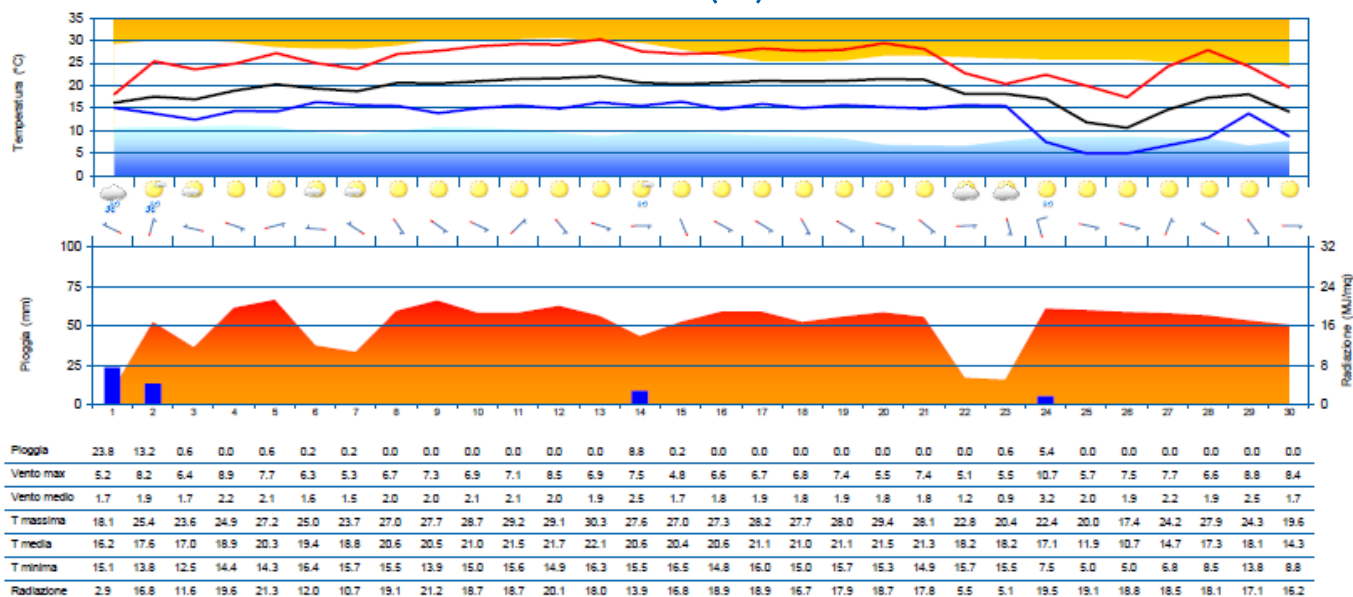 35
30
25
20
15
10
5
0
Temperatura (°C)
100
75
50
25
0
Pioggia (mm)
32
24
16
8
0
Radiazione (MJ/mq)
1 2 3 4 5 6 7 8 9 10 11 12 13 14 15 16 17 18 19 20 21 22 23 24 25 26 27 28 29 30
Pioggia 23.8 13.2 0.6 0.0 0.6 0.2 0.2 0.0 0.0 0.0 0.0 0.0 0.0 8.8 0.2 0.0 0.0 0.0 0.0 0.0 0.0 0.0 0.6 5.4 0.0 0.0 0.0 0.0 0.0 0.0
Vento max 5.2 8.2 6.4 8.9 7.7 6.3 5.3 6.7 7.3 6.9 7.1 8.5 6.9 7.5 4.8 6.6 6.7 6.8 7.4 5.5 7.4 5.1 5.5 10.7 5.7 7.5 7.7 6.6 8.8 8.4
Vento medio 1.7 1.9 1.7 2.2 2.1 1.6 1.5 2.0 2.0 2.1 2.1 2.0 1.9 2.5 1.7 1.8 1.9 1.8 1.9 1.8 1.8 1.2 0.9 3.2 2.0 1.9 2.2 1.9 2.5 1.7
T massima 18.1 25.4 23.6 24.9 27.2 25.0 23.7 27.0 27.7 28.7 29.2 29.1 30.3 27.6 27.0 27.3 28.2 27.7 28.0 29.4 28.1 22.8 20.4 22.4 20.0 17.4 24.2 27.9 24.3 19.6
T media 16.2 17.6 17.0 18.9 20.3 19.4 18.8 20.6 20.5 21.0 21.5 21.7 22.1 20.6 20.4 20.6 21.1 21.0 21.1 21.5 21.3 18.2 18.2 17.1 11.9 10.7 14.7 17.3 18.1 14.3
T minima 15.1 13.8 12.5 14.4 14.3 16.4 15.7 15.5 13.9 15.0 15.6 14.9 16.3 15.5 16.5 14.8 16.0 15.0 15.7 15.3 14.9 15.7 15.5 7.5 5.0 5.0 6.8 8.5 13.8 8.8
Radiazione 2.9 16.8 11.6 19.6 21.3 12.0 10.7 19.1 21.2 18.7 18.7 20.1 18.0 13.9 16.8 18.9 18.9 16.7 17.9 18.7 17.8 5.5 5.1 19.5 19.1 18.8 18.5 18.1 17.1 16.2